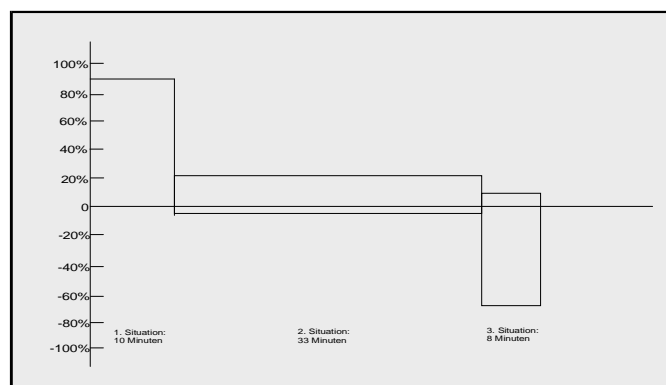 100%
80%
60%
40%
20%
0
-20%
-40%
-60%
-80%
-100%
1. Situation:
10 Minuten
2. Situation:
33 Minuten
3. Situation:
8 Minuten